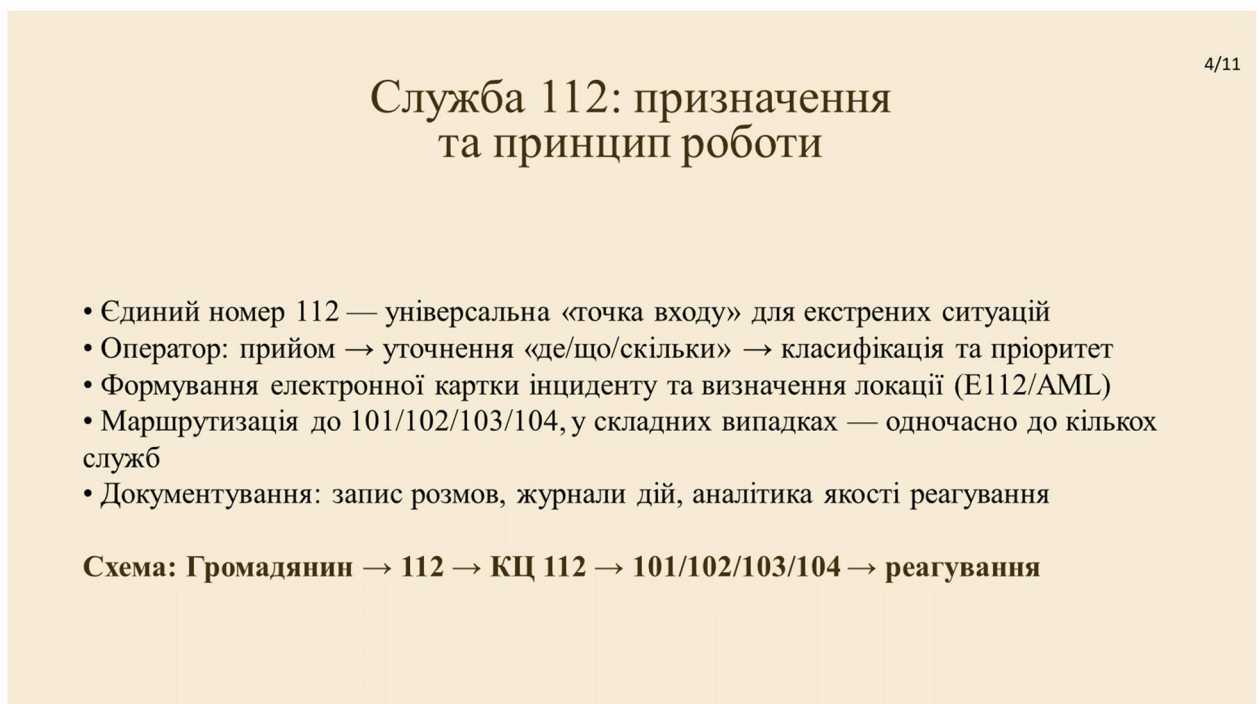 4/11
Служба 112: призначення
та принцип роботи
• Єдиний номер 112 — універсальна «точка входу» для екстрених ситуацій
• Оператор: прийом → уточнення «де/що/скільки» → класифікація та пріоритет
• Формування електронної картки інциденту та визначення локації (E112/AML)
• Маршрутизація до 101/102/103/104, у складних випадках — одночасно до кількох
служб
• Документування: запис розмов, журнали дій, аналітика якості реагування
Схема: Громадянин → 112 → КЦ 112 → 101/102/103/104 → реагування